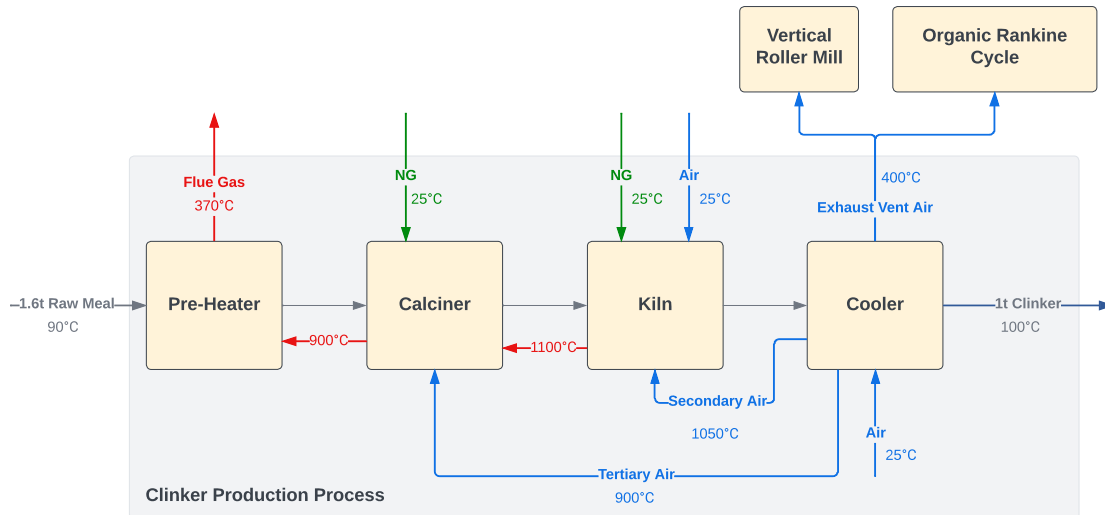 Vertical
Roller Mill
Organic Rankine
Cycle
Flue Gas
370°C
NG
25°C
NG
25°C
Air
25°C
400°C
Exhaust Vent Air
1.6t Raw Meal
90°C
Pre-Heater
Calciner
Kiln
Cooler
1t Clinker
100°C
900°C
1100°C
Secondary Air
1050°C
Air
25°C
Tertiary Air
900°C
Clinker Production Process